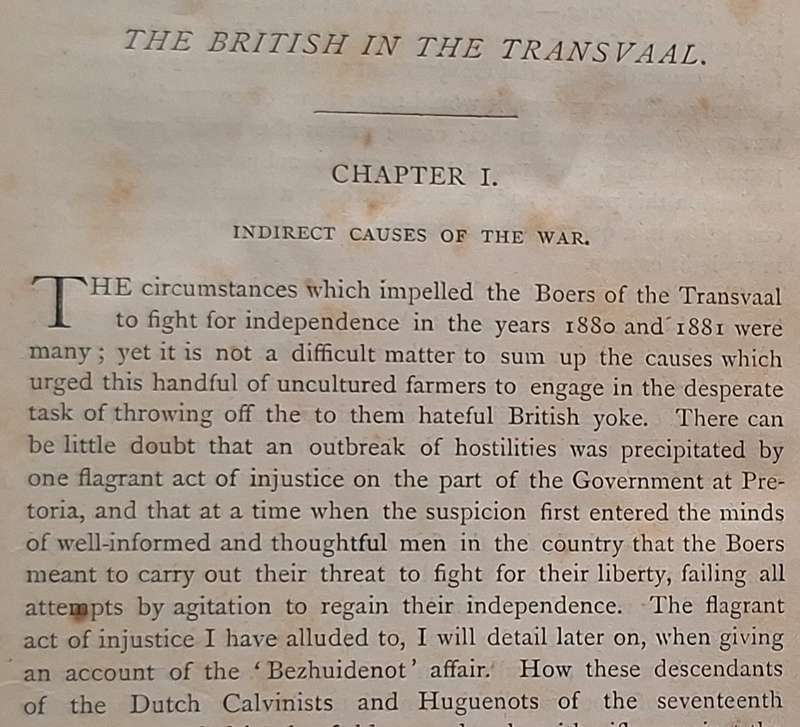 THE BRITISH IN THE TRANSVAAL.
CHAPTER I.
INDIRECT CAUSES OF THE WAR.
THE circumstances which impelled the Boers of the Transvaal
to fight for independence in the years 1880 and 1881 were
many; yet it is not a difficult matter to sum up the causes which
urged this handful of uncultured farmers to engage in the desperate
task of throwing off the to them hateful British yoke. There can
be little doubt that an outbreak of hostilities was precipitated by
one flagrant act of injustice on the part of the Government at Pre-
toria, and that at a time when the suspicion first entered the minds
of well-informed and thoughtful men in the country that the Boers
meant to carry out their threat to fight for their liberty, failing all
attempts by agitation to regain their independence. The flagrant
act of injustice I have alluded to, I will detail later on, when giving
an account of the ‘Bezhuidenot’ affair. How these descendants
of the Dutch Calvinists and Huguenots of the seventeenth